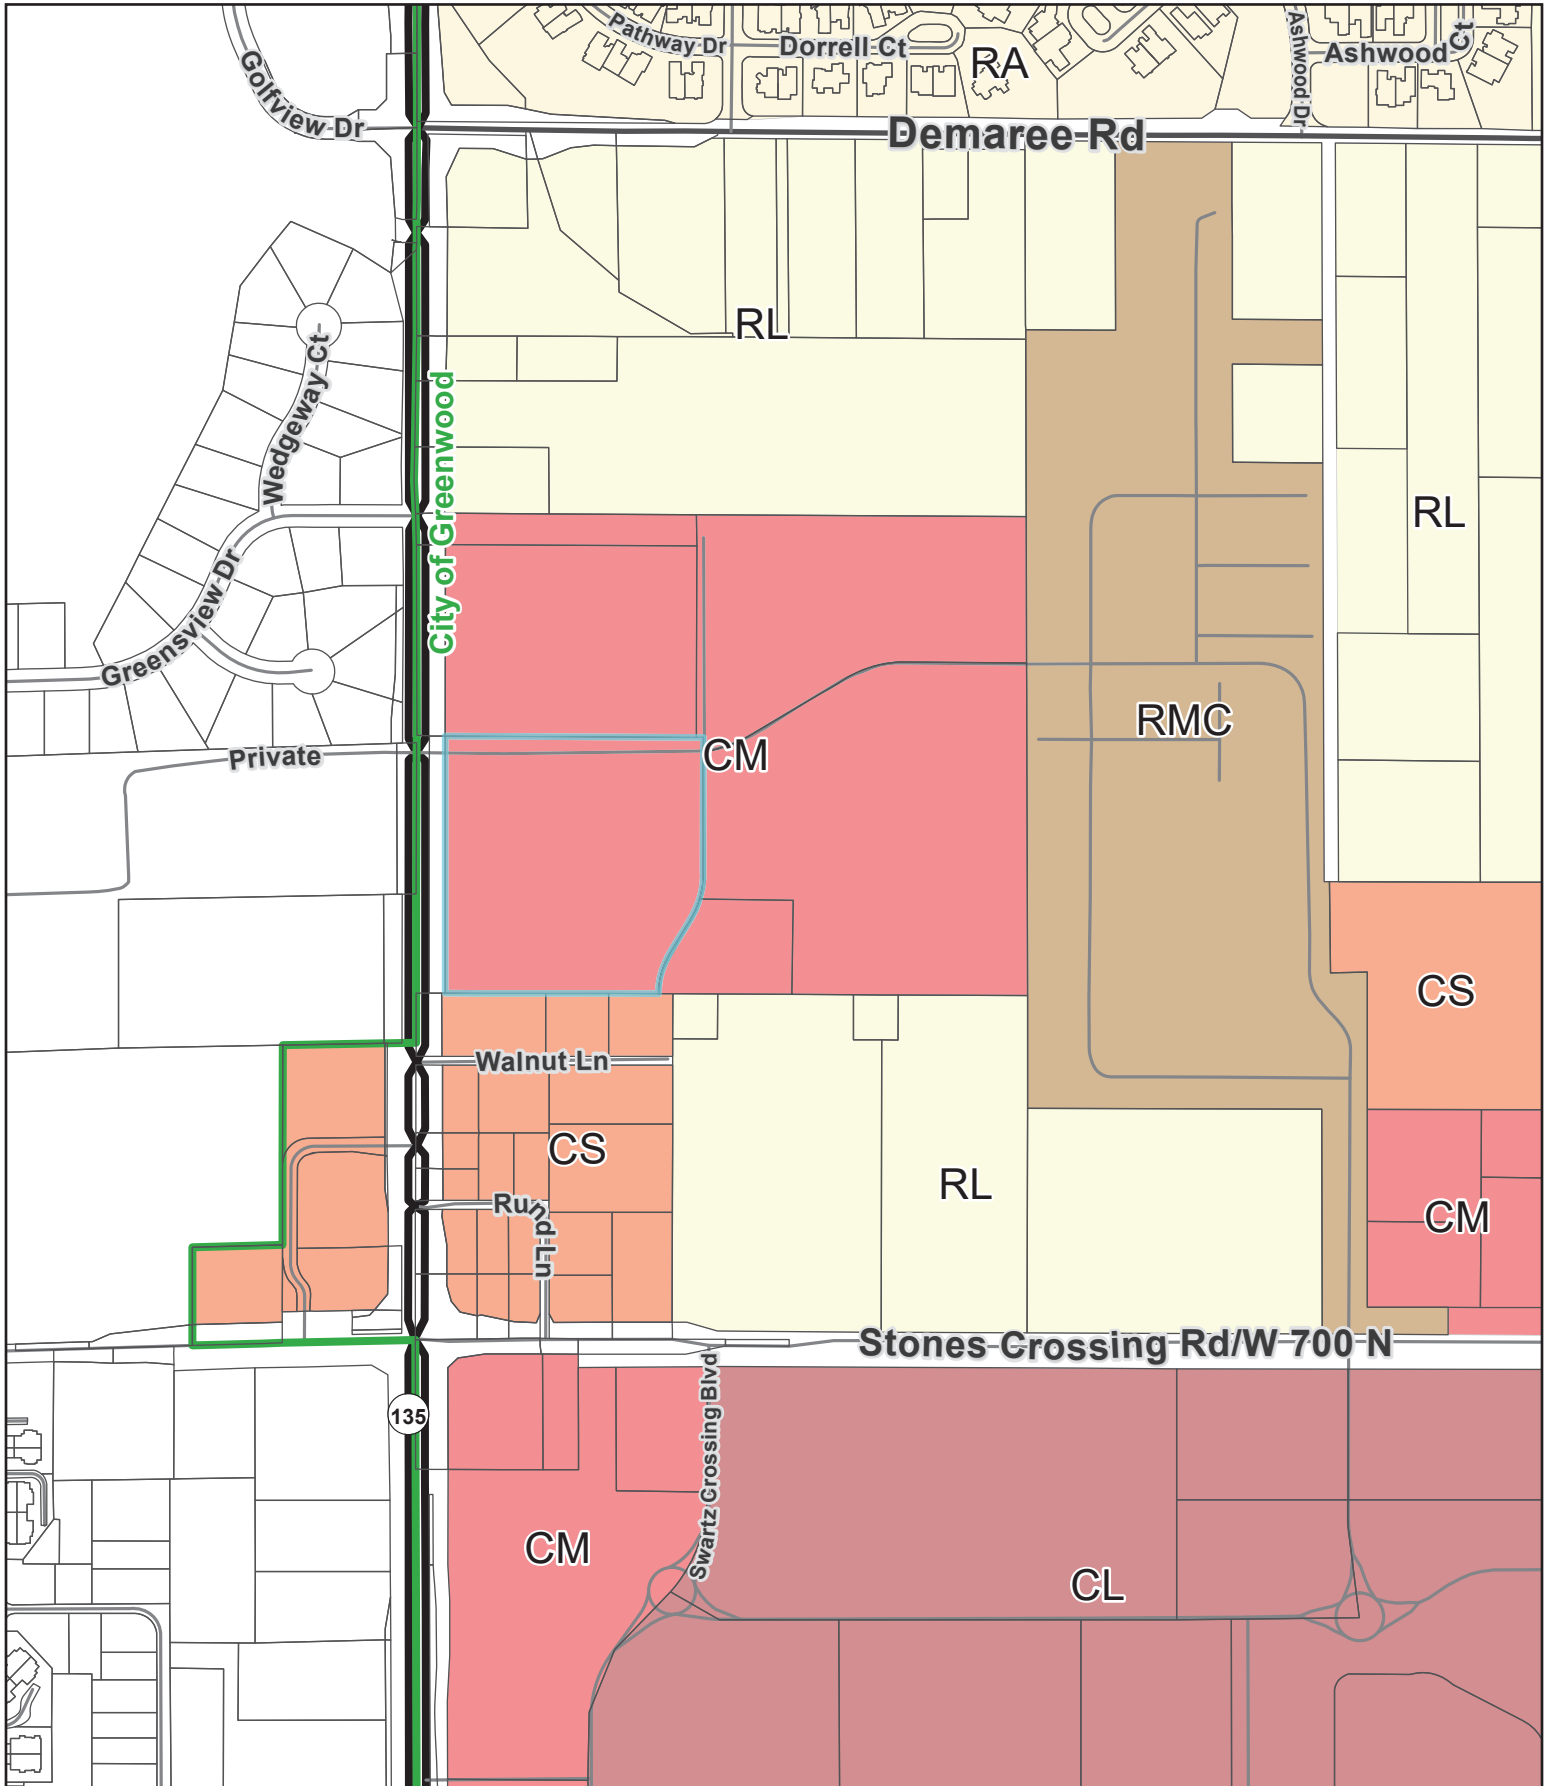 Pathway Dr
Dorrell Ct
RA
Ashwood Dr
Ashwood Ct
Golfview Dr
Demaree Rd
RL
Wedgeway Ct
City of Greenwood
RL
Greensview Dr
RMC
Private
CM
CS
Walnut Ln
CS
RL
Rund Ln
CM
Stones Crossing Rd/W 700 N
135
Swartz Crossing Blvd
CM
CL